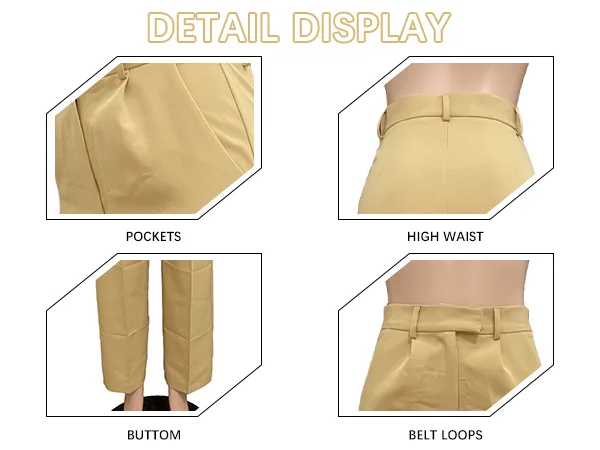 DETAIL DISPLAY
POCKETS
HIGH WAIST
BUTTOM
BELT LOOPS